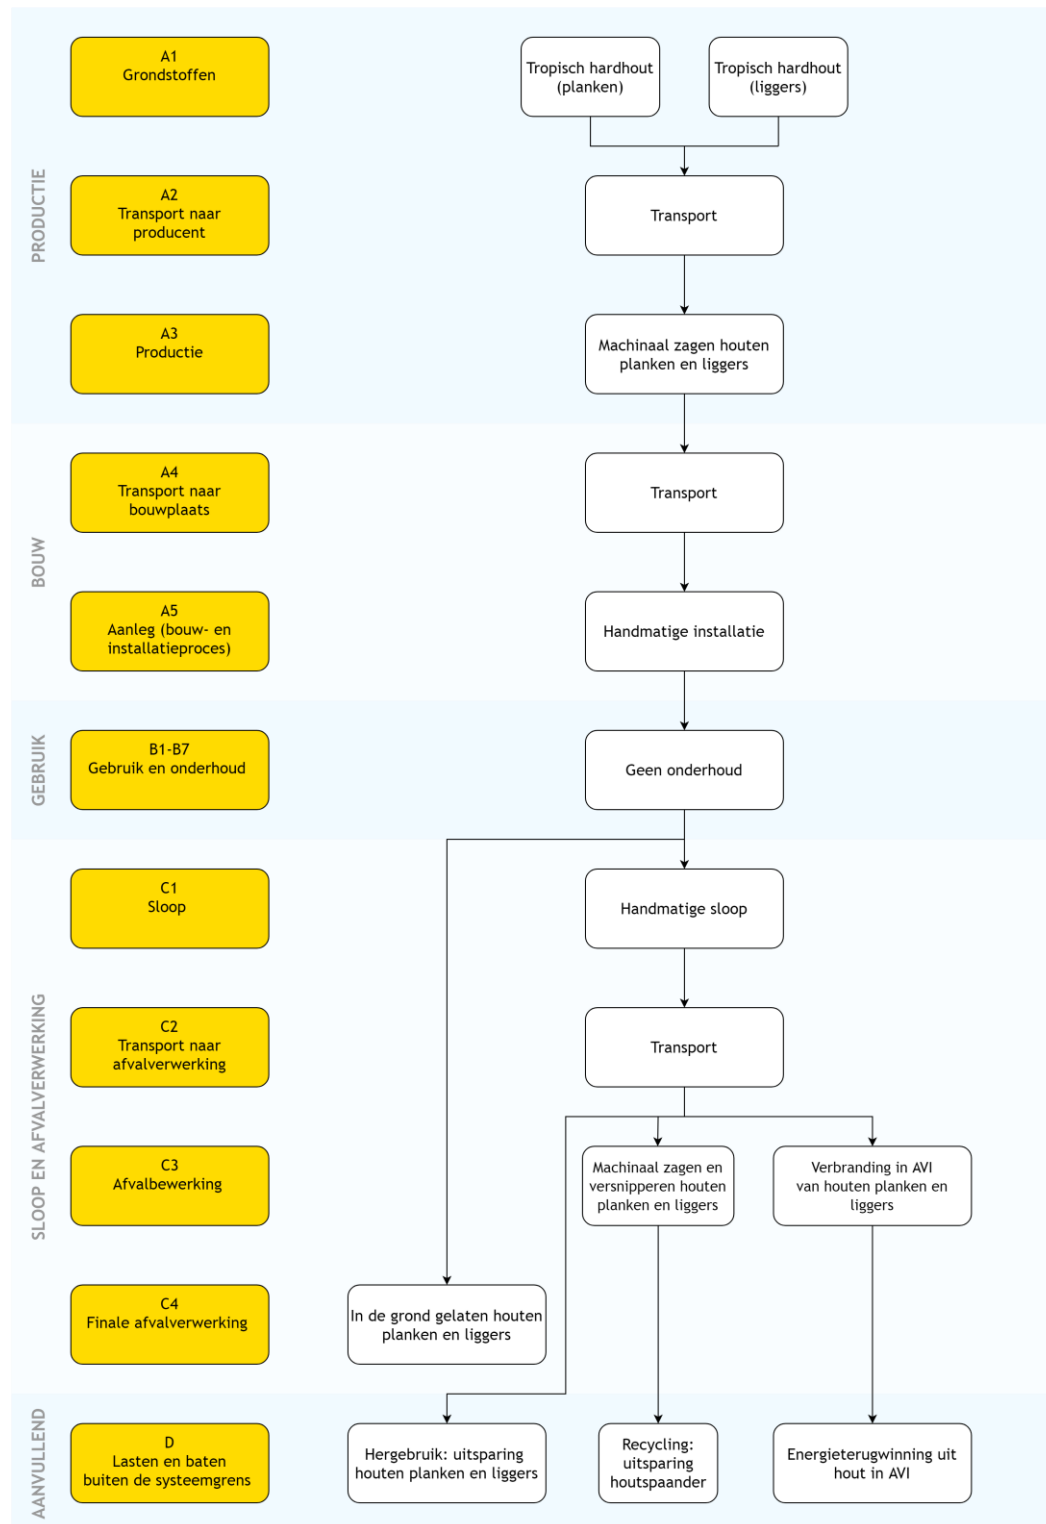 PRODUCTIE
A1
Grondstoffen
Tropisch hardhout
(planken)
Tropisch hardhout
(liggers)
A2
Transport naar
producent
Transport
A3
Productie
Machinaal zagen houten
planken en liggers
BOUW
A4
Transport naar
bouwplaats
Transport
A5
Aanleg (bouw- en
installatieproces)
Handmatige installatie
GEBRUIK
B1-B7
Gebruik en onderhoud
Geen onderhoud
SLOOP EN AFVALVERWERKING
C1
Sloop
Handmatige sloop
C2
Transport naar
afvalverwerking
Transport
C3
Afvalbewerking
Machinaal zagen en
versnipperen houten
planken en liggers
Verbranding in AVI
van houten planken en
liggers
C4
Finale afvalverwerking
In de grond gelaten houten
planken en liggers
AANVULLEND
D
Lasten en baten
buiten de systeemgrens
Hergebruik: uitsparing
houten planken en liggers
Recycling:
uitsparing
houtspaander
Energieterugwinning uit
hout in AVI